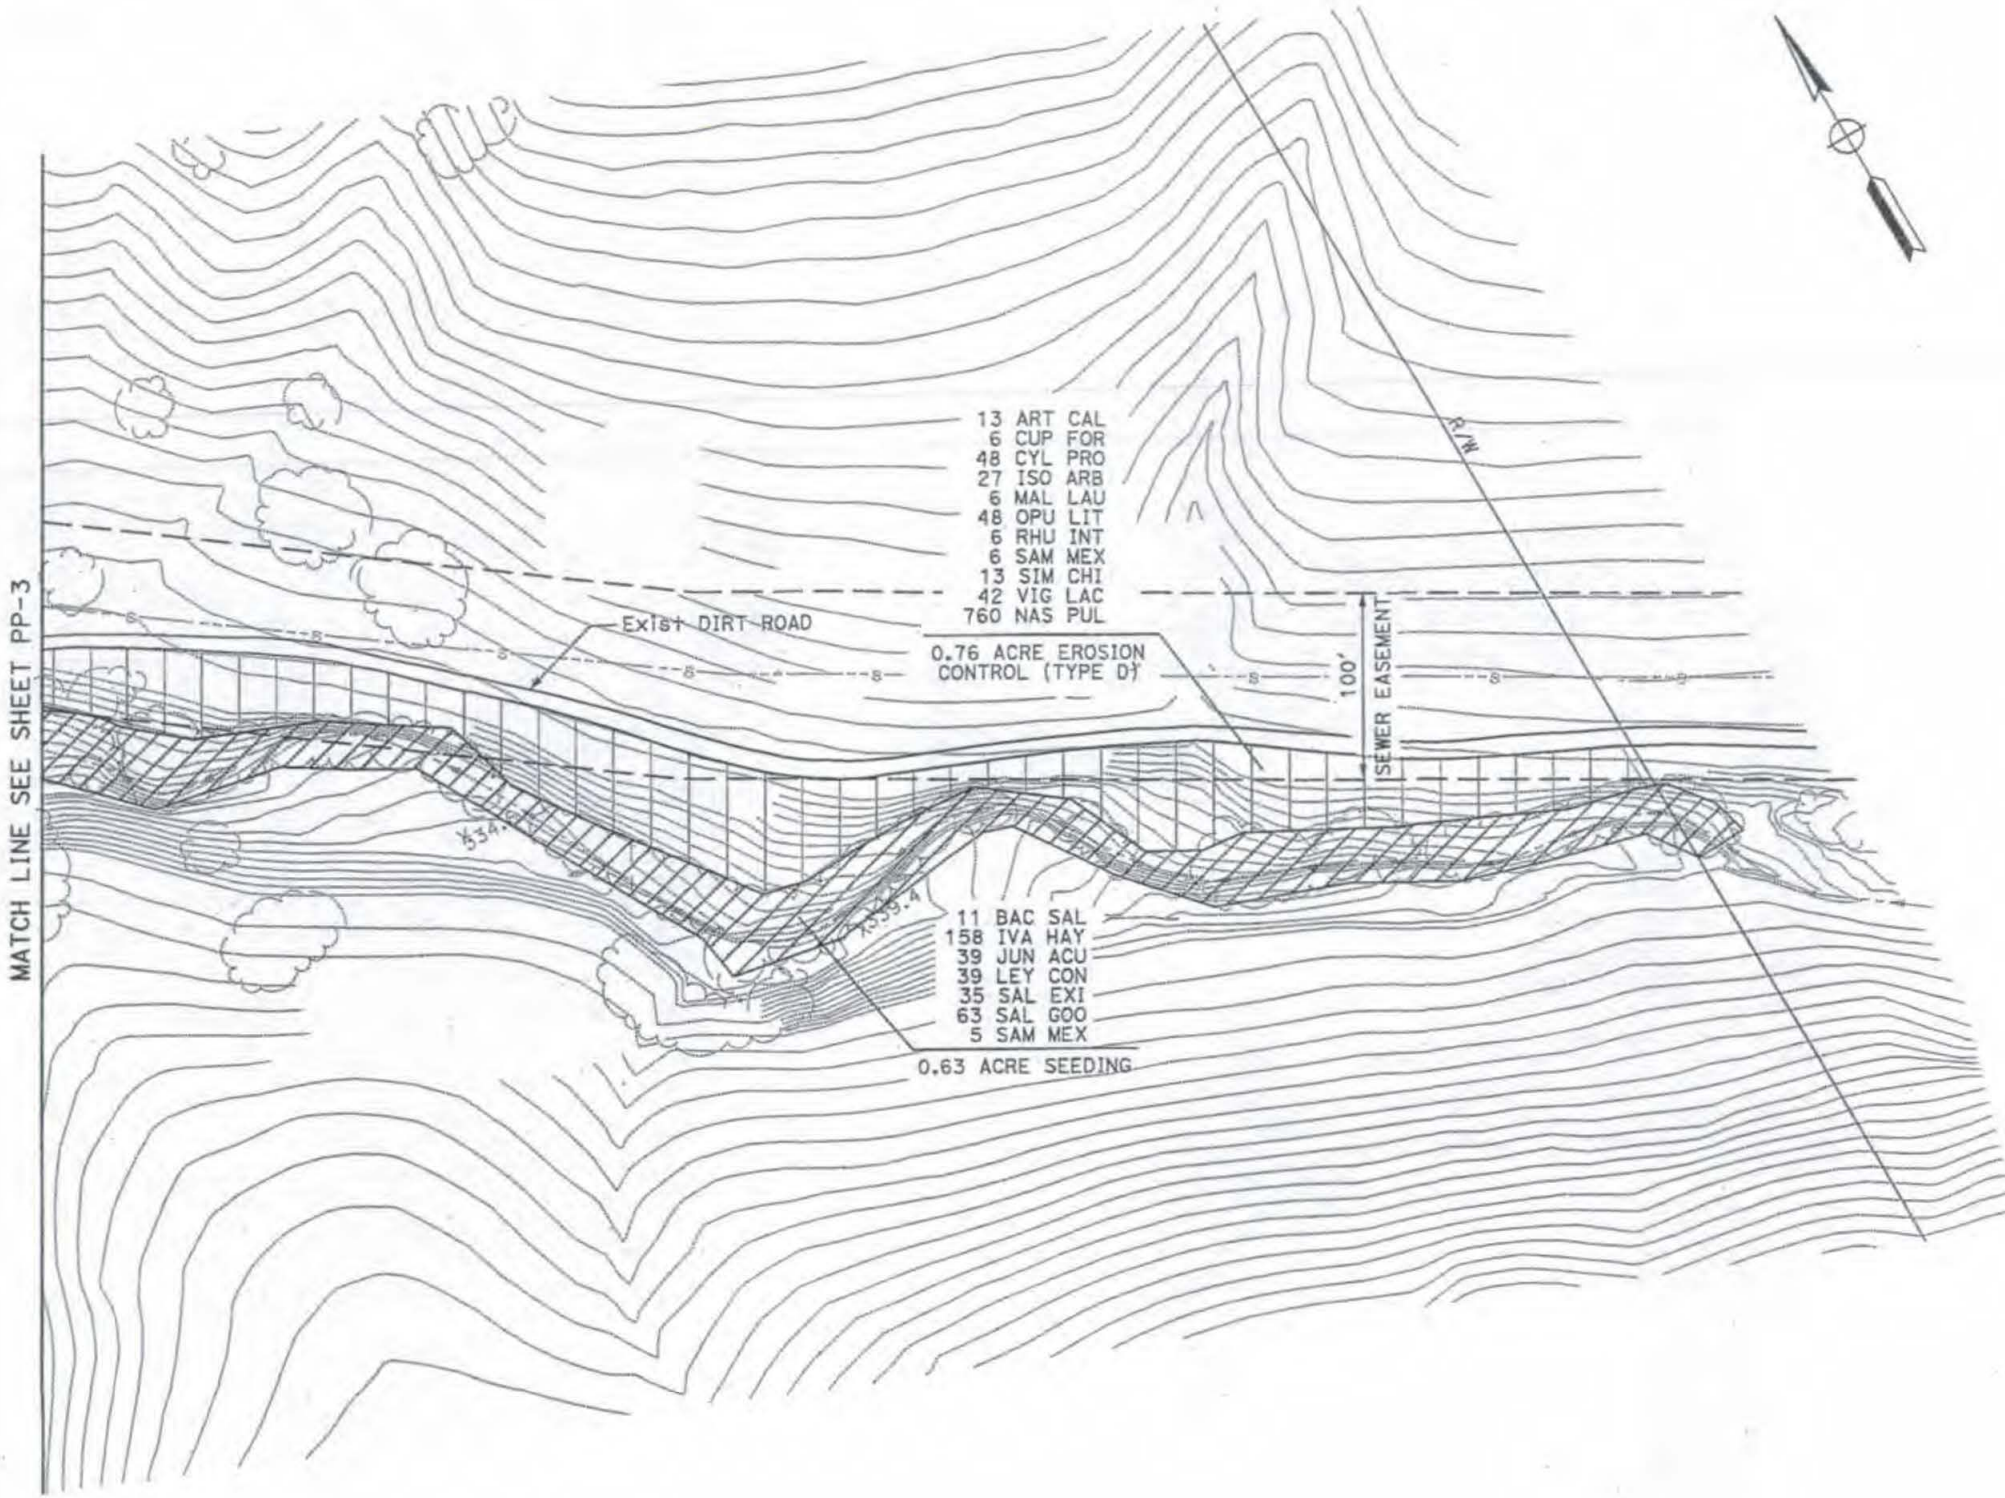 13 ART CAL
6 CUP FOR
48 CYL PRO
27 ISO ARB
6 MAL LAU
48 OPU LIT
6 RHU INT
6 SAM MEX
13 SIM CHI
42 VIG LAC
760 NAS PUL
0.76 ACRE EROSION
CONTROL (TYPE D)
R/W
Exist DIRT ROAD
100'
SEWER EASEMENT
MATCH LINE SEE SHEET PP-3
S
S
S
S
S
S
S
S
X339.4
11 BAC SAL
158 IVA HAY
39 JUN ACU
39 LEY CON
35 SAL EXI
63 SAL GOO
5 SAM MEX
0.63 ACRE SEEDING